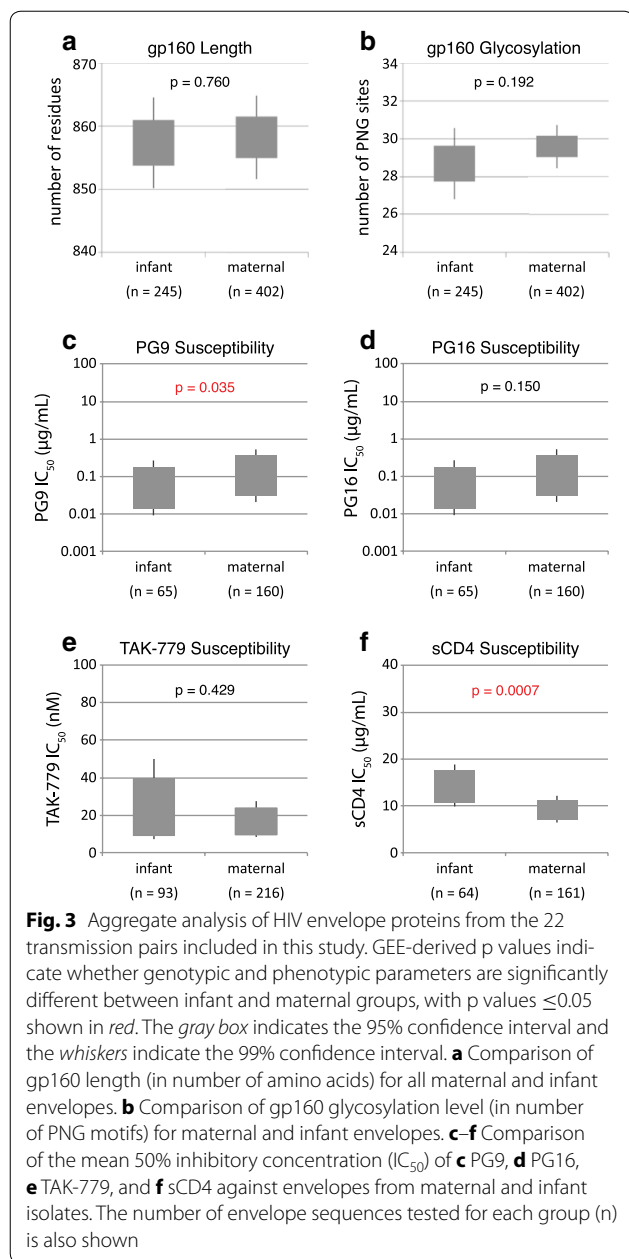 a
gp160 Length
870
860
850
840
number of residues
p = 0.760
infant
maternal
(n = 245)
(n = 402)
b
gp160 Glycosylation
34
32
30
28
26
24
number of PNG sites
p = 0.192
infant
maternal
(n = 245)
(n = 402)
c
PG9 Susceptibility
100
10
1
0.1
0.01
0.001
PG9 IC50 (µg/mL)
p = 0.035
infant
maternal
(n = 65)
(n = 160)
d
PG16 Susceptibility
100
10
1
0.1
0.01
0.001
PG16 IC50 (µg/mL)
p = 0.150
infant
maternal
(n = 65)
(n = 160)
e
TAK-779 Susceptibility
100
80
60
40
20
0
TAK-779 IC50 (nM)
p = 0.429
infant
maternal
(n = 93)
(n = 216)
f
sCD4 Susceptibility
40
30
20
10
0
sCD4 IC50 (µg/mL)
p = 0.0007
infant
maternal
(n = 64)
(n = 161)
Fig. 3 Aggregate analysis of HIV envelope proteins from the 22
transmission pairs included in this study. GEE-derived p values indi-
cate whether genotypic and phenotypic parameters are significantly
different between infant and maternal groups, with p values ≤0.05
shown in red. The gray box indicates the 95% confidence interval and
the whiskers indicate the 99% confidence interval. a Comparison of
gp160 length (in number of amino acids) for all maternal and infant
envelopes. b Comparison of gp160 glycosylation level (in number
of PNG motifs) for maternal and infant envelopes. c–f Comparison
of the mean 50% inhibitory concentration (IC50) of c PG9, d PG16,
e TAK-779, and f sCD4 against envelopes from maternal and infant
isolates. The number of envelope sequences tested for each group (n)
is also shown